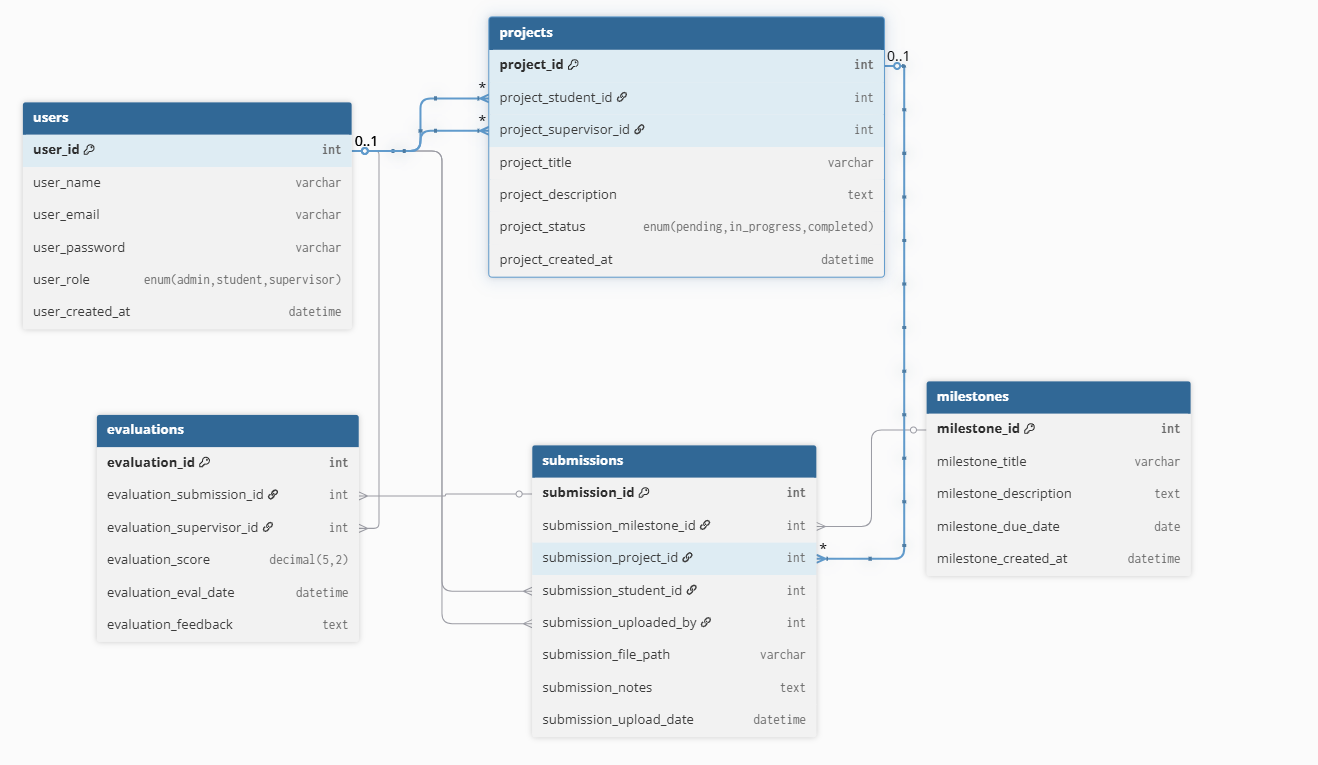 projects
project_id int
project_student_id int
project_supervisor_id int
project_title varchar
project_description text
project_status enum(pending,in_progress,completed)
project_created_at datetime
0..1
*
*
users
user_id int
0..1
user_name varchar
user_email varchar
user_password varchar
user_role enum(admin,student,supervisor)
user_created_at datetime
milestones
milestone_id int
milestone_title varchar
milestone_description text
milestone_due_date date
milestone_created_at datetime
evaluations
evaluation_id int
evaluation_submission_id int
evaluation_supervisor_id int
evaluation_score decimal(5,2)
evaluation_eval_date datetime
evaluation_feedback text
submissions
submission_id int
submission_milestone_id int
submission_project_id int
*
submission_student_id int
submission_uploaded_by int
submission_file_path varchar
submission_notes text
submission_upload_date datetime